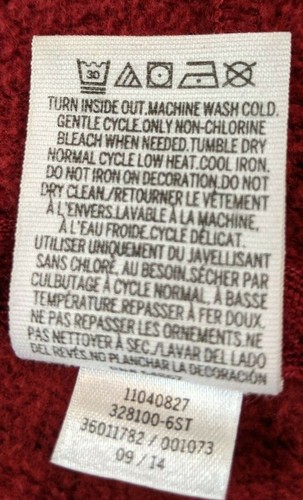 30
TURN INSIDE OUT.MACHINE WASH COLD.
GENTLE CYCLE.ONLY NON-CHLORINE
BLEACH WHEN NEEDED.TUMBLE DRY
NORMAL CYCLE LOW HEAT.COOL IRON.
DO NOT IRON ON DECORATION.DO NOT
DRY CLEAN./RETOURNER LE VÊTEMENT
À L'ENVERS.LAVABLE À LA MACHINE,
À L'EAU FROIDE.CYCLE DÉLICAT.
UTILISER UNIQUEMENT DU JAVELLISANT
SANS CHLORE, AU BESOIN.SÉCHER PAR
CULBUTAGE À CYCLE NORMAL, À BASSE
TEMPÉRATURE.REPASSER À FER DOUX.
NE PAS REPASSER LES ORNEMENTS.NE
PAS NETTOYER À SEC./LAVAR DEL LADO
DEL REVÉS.NO PLANCHAR LA DECORACIÓN
11040827
328100-6ST
36011782 / 001073
09 / 14